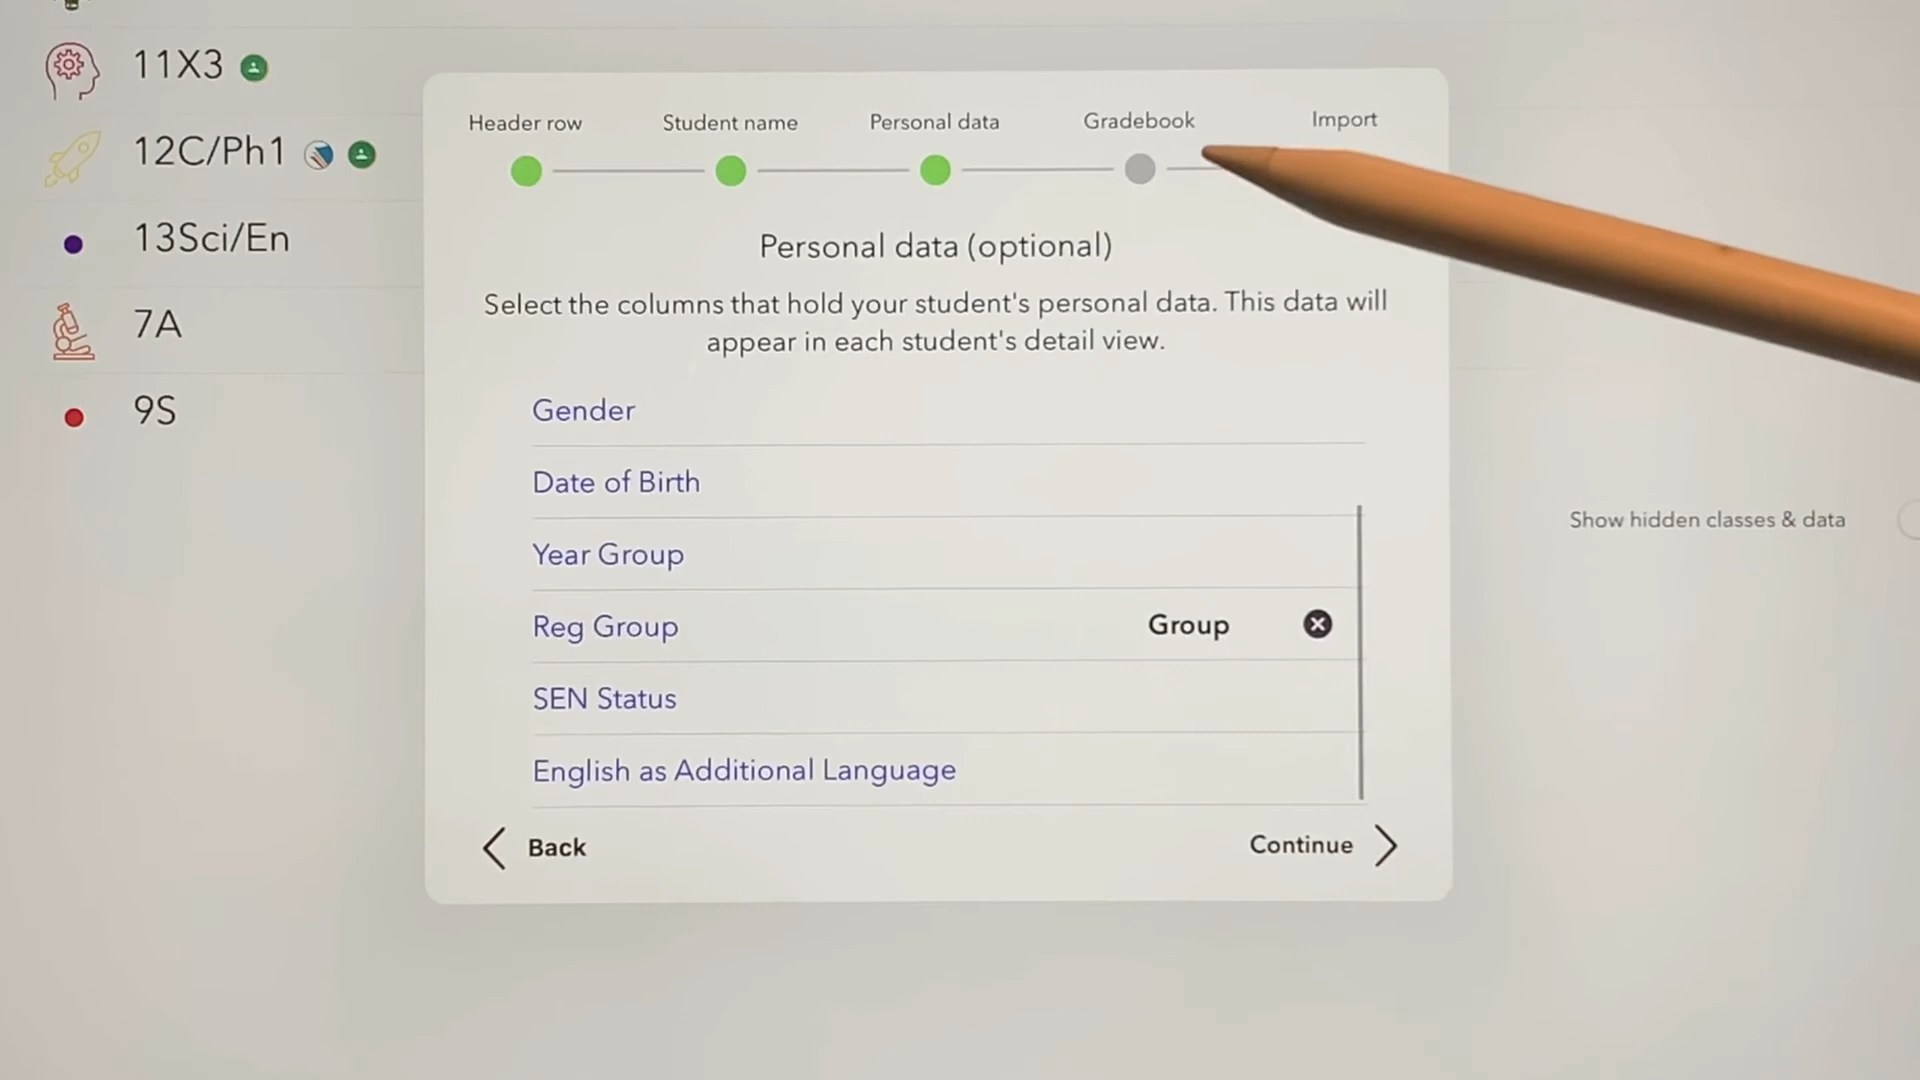 11X3
12C/Ph1
13Sci/En
7A
9S
Header row
Student name
Personal data
Gradebook
Import
Personal data (optional)
Select the columns that hold your student's personal data. This data will
appear in each student's detail view.
Gender
Date of Birth
Year Group
Reg Group Group
SEN Status
English as Additional Language
Back
Continue
Show hidden classes & data